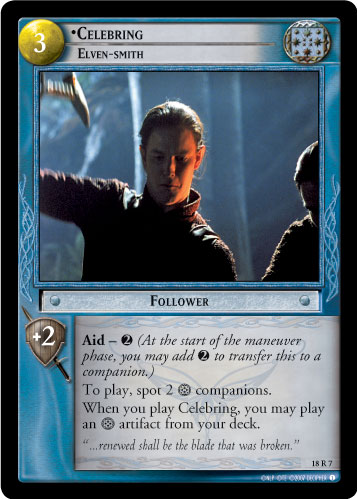 3
•Celebring
Elven-smith
Follower
+2
Aid – 2 (At the start of the maneuver
phase, you may add 2 to transfer this to a
companion.)
To play, spot 2 companions.
When you play Celebring, you may play
an artifact from your deck.
“...renewed shall be the blade that was broken.”
18 R 7